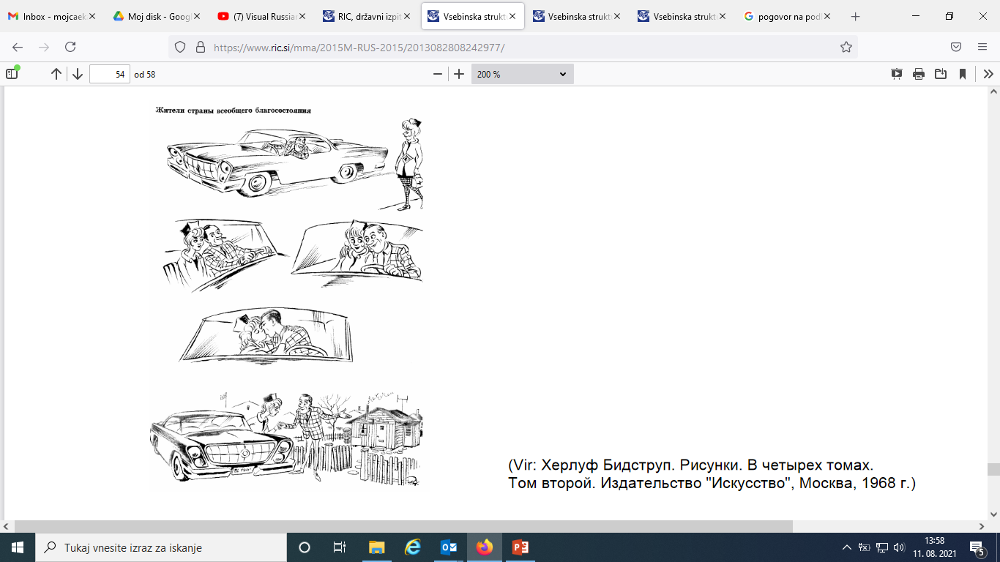 Inbox - mojcaek
Moj disk - Goog
(7) Visual Russian
RIC, državni izpit
Vsebinska strukt
Vsebinska strukt
Vsebinska strukt
pogovor na podl
https://www.ric.si/mma/2015M-RUS-2015/2013082808242977/
54 od 58
200 %
Жители страны всеобщего благосостояния
(Vir: Херлуф Бидструп. Рисунки. В четырех томах.
Том второй. Издательство "Искусство", Москва, 1968 г.)
Tukaj vnesite izraz za iskanje
13:58
11. 08. 2021
5